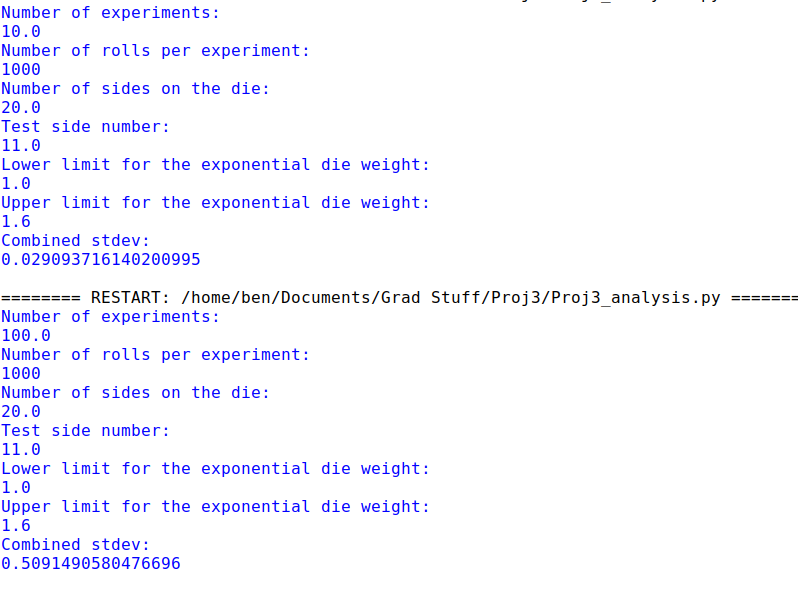 Number of experiments:
10.0
Number of rolls per experiment:
1000
Number of sides on the die:
20.0
Test side number:
11.0
Lower limit for the exponential die weight:
1.0
Upper limit for the exponential die weight:
1.6
Combined stdev:
0.029093716140200995
======== RESTART: /home/ben/Documents/Grad Stuff/Proj3/Proj3_analysis.py =======
Number of experiments:
100.0
Number of rolls per experiment:
1000
Number of sides on the die:
20.0
Test side number:
11.0
Lower limit for the exponential die weight:
1.0
Upper limit for the exponential die weight:
1.6
Combined stdev:
0.5091490580476696